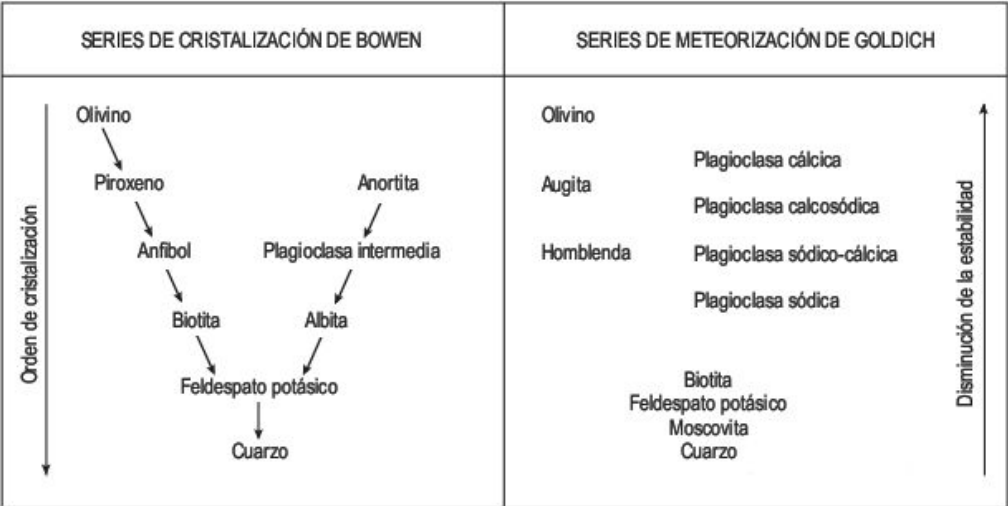 SERIES DE CRISTALIZACIÓN DE BOWEN
SERIES DE METEORIZACIÓN DE GOLDICH
Orden de cristalización
Olivino
Piroxeno
Anortita
Anfibol
Plagioclasa intermedia
Biotita
Albita
Feldespato potásico
Cuarzo
Olivino
Plagioclasa cálcica
Augita
Plagioclasa calcosódica
Homblenda
Plagioclasa sódico-cálcica
Plagioclasa sódica
Biotita
Feldespato potásico
Moscovita
Cuarzo
Disminución de la estabilidad